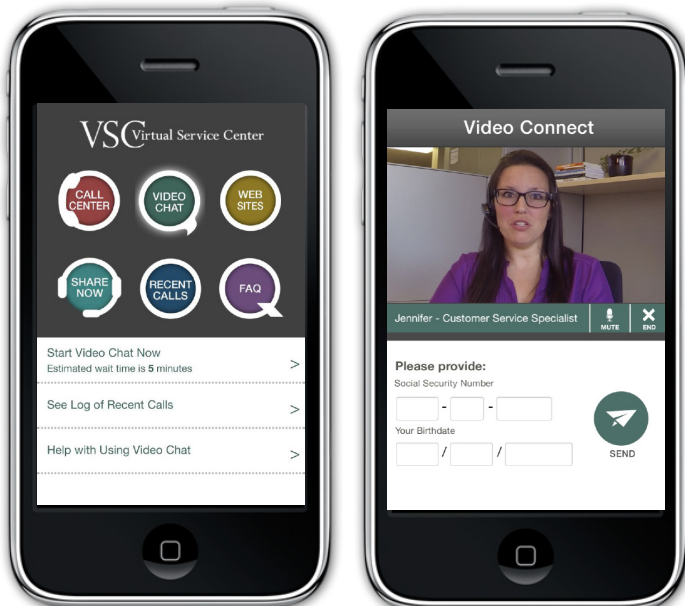 VSC Virtual Service Center
CALL
CENTER
VIDEO
CHAT
WEB
SITES
SHARE
NOW
RECENT
CALLS
FAQ
Start Video Chat Now
Estimated wait time is 5 minutes
>
See Log of Recent Calls
>
Help with Using Video Chat
>
Video Connect
Jennifer - Customer Service Specialist
MUTE
END
Please provide:
Social Security Number
- -
Your Birthdate
/ /
SEND